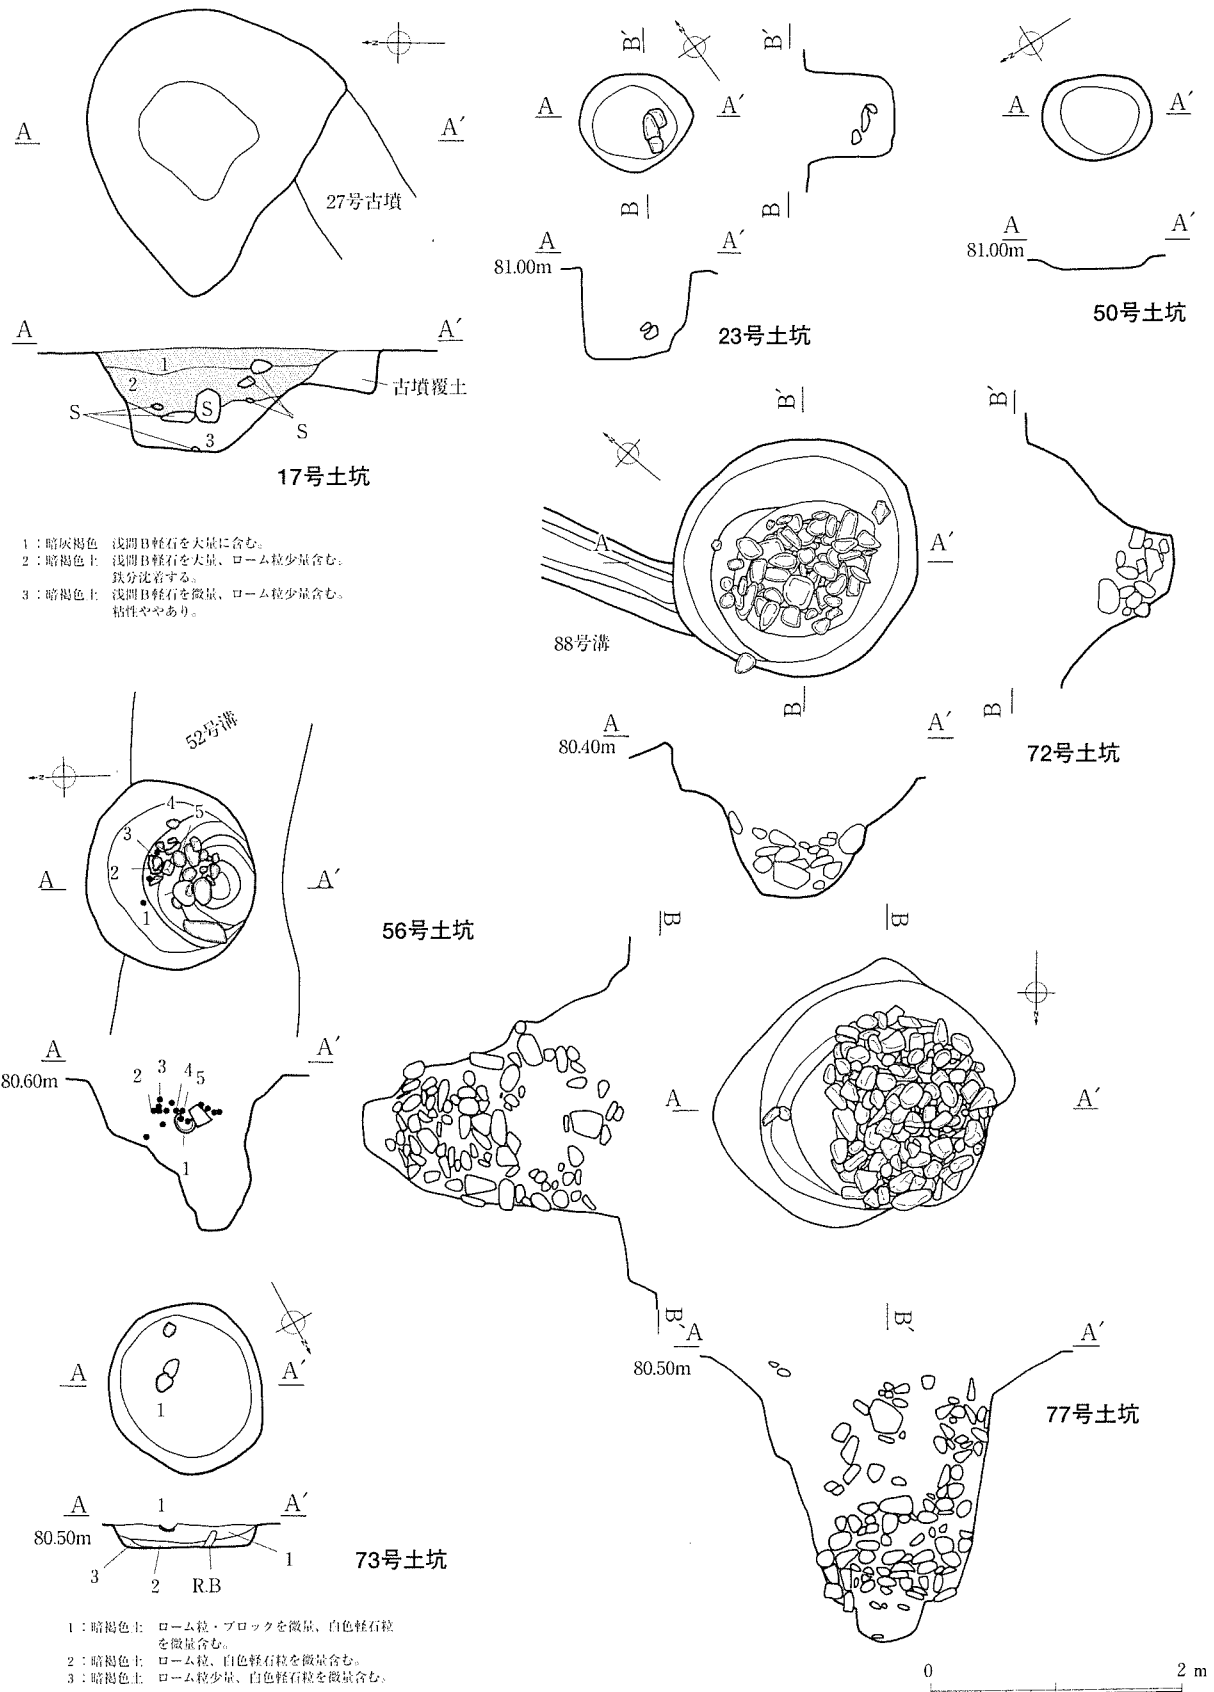 N
A
A′
27号古墳
A
A′
1
2
S
S
S
3
古墳覆土
17号土坑
1：暗灰褐色　浅間B軽石を大量に含む。
2：暗褐色土　浅間B軽石を大量、ローム粒少量含む。
鉄分沈着する。
3：暗褐色土　浅間B軽石を微量、ローム粒少量含む。
粘性ややあり。
N
B′
B′
A
A′
B
B
A
A′
81.00m
23号土坑
N
A
A′
A
A′
81.00m
50号土坑
N
B′
B′
A
A′
88号溝
B
B
A
A′
80.40m
72号土坑
52号溝
N
4
5
3
2
A
A′
1
56号土坑
A
A′
80.60m
2
3
4
5
1
B
B
N
A
A′
B′
B′
A
A′
80.50m
77号土坑
N
A
A′
1
A
1
A′
80.50m
3
2
R.B
1
73号土坑
1：暗褐色土　ローム粒・ブロックを微量、白色軽石粒
を微量含む。
2：暗褐色土　ローム粒、白色軽石粒を微量含む。
3：暗褐色土　ローム粒少量、白色軽石粒を微量含む。
0
2 m